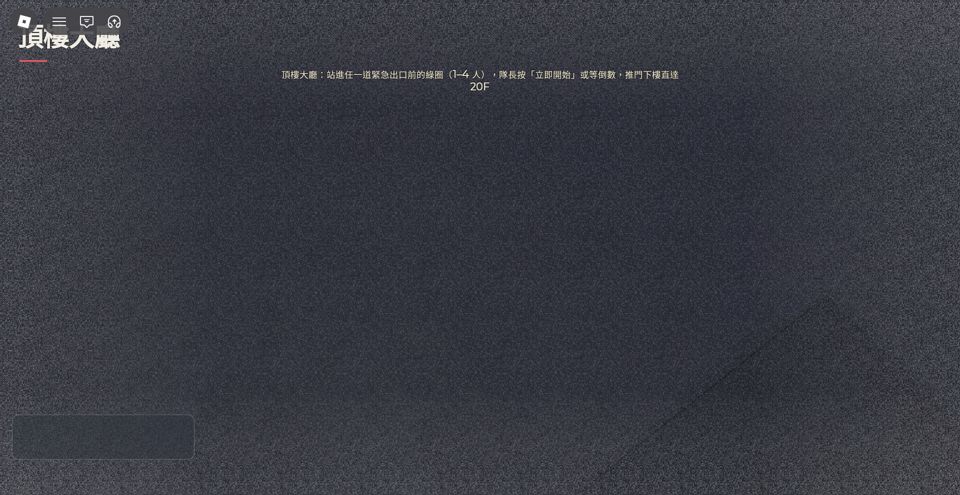 頂樓大廳
頂樓大廳：站進任一道緊急出口前的綠圈（1–4 人），隊長按「立即開始」或等倒數，推門下樓直達
20F